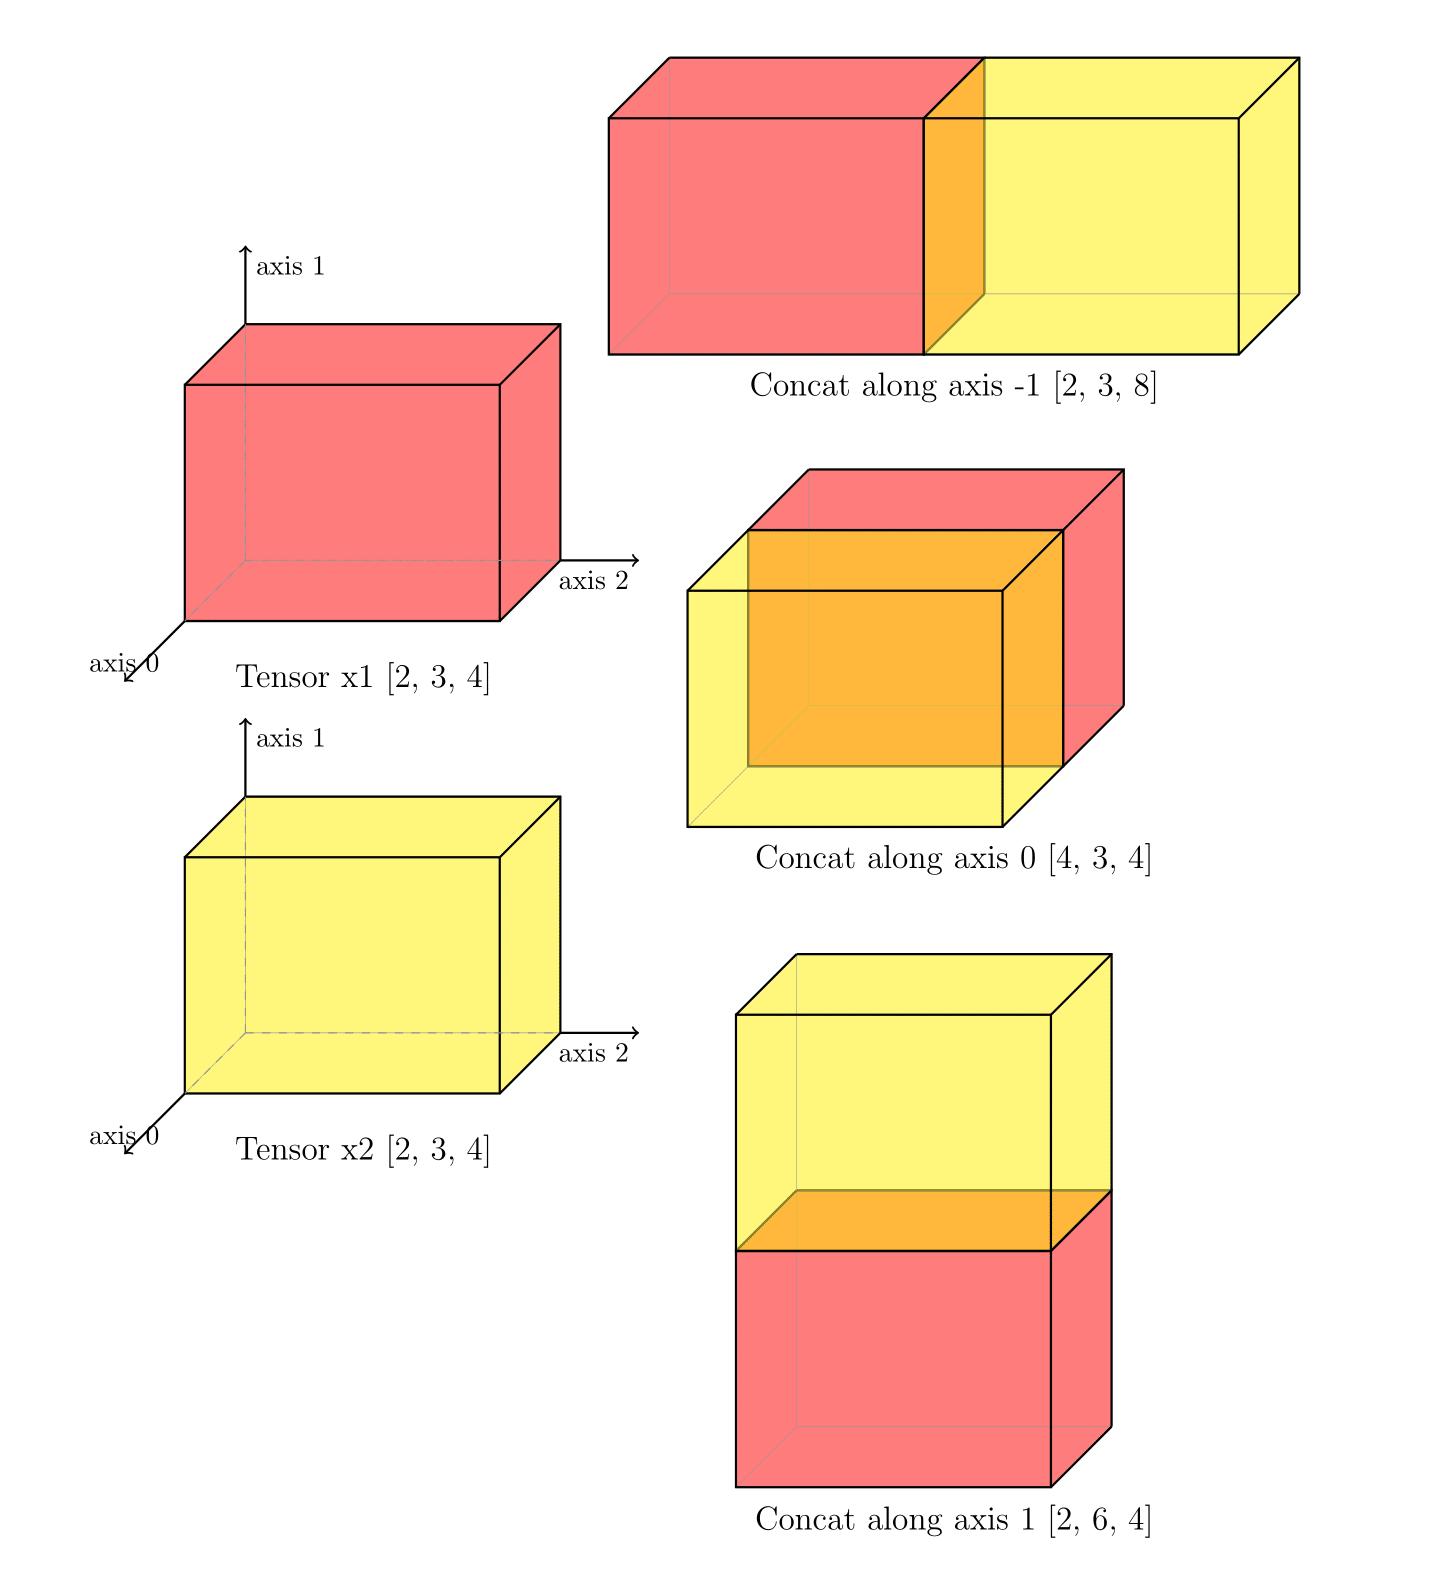 axis 1
axis 2
axis 0
Tensor x1 [2, 3, 4]
axis 1
axis 2
axis 0
Tensor x2 [2, 3, 4]
Concat along axis -1 [2, 3, 8]
Concat along axis 0 [4, 3, 4]
Concat along axis 1 [2, 6, 4]